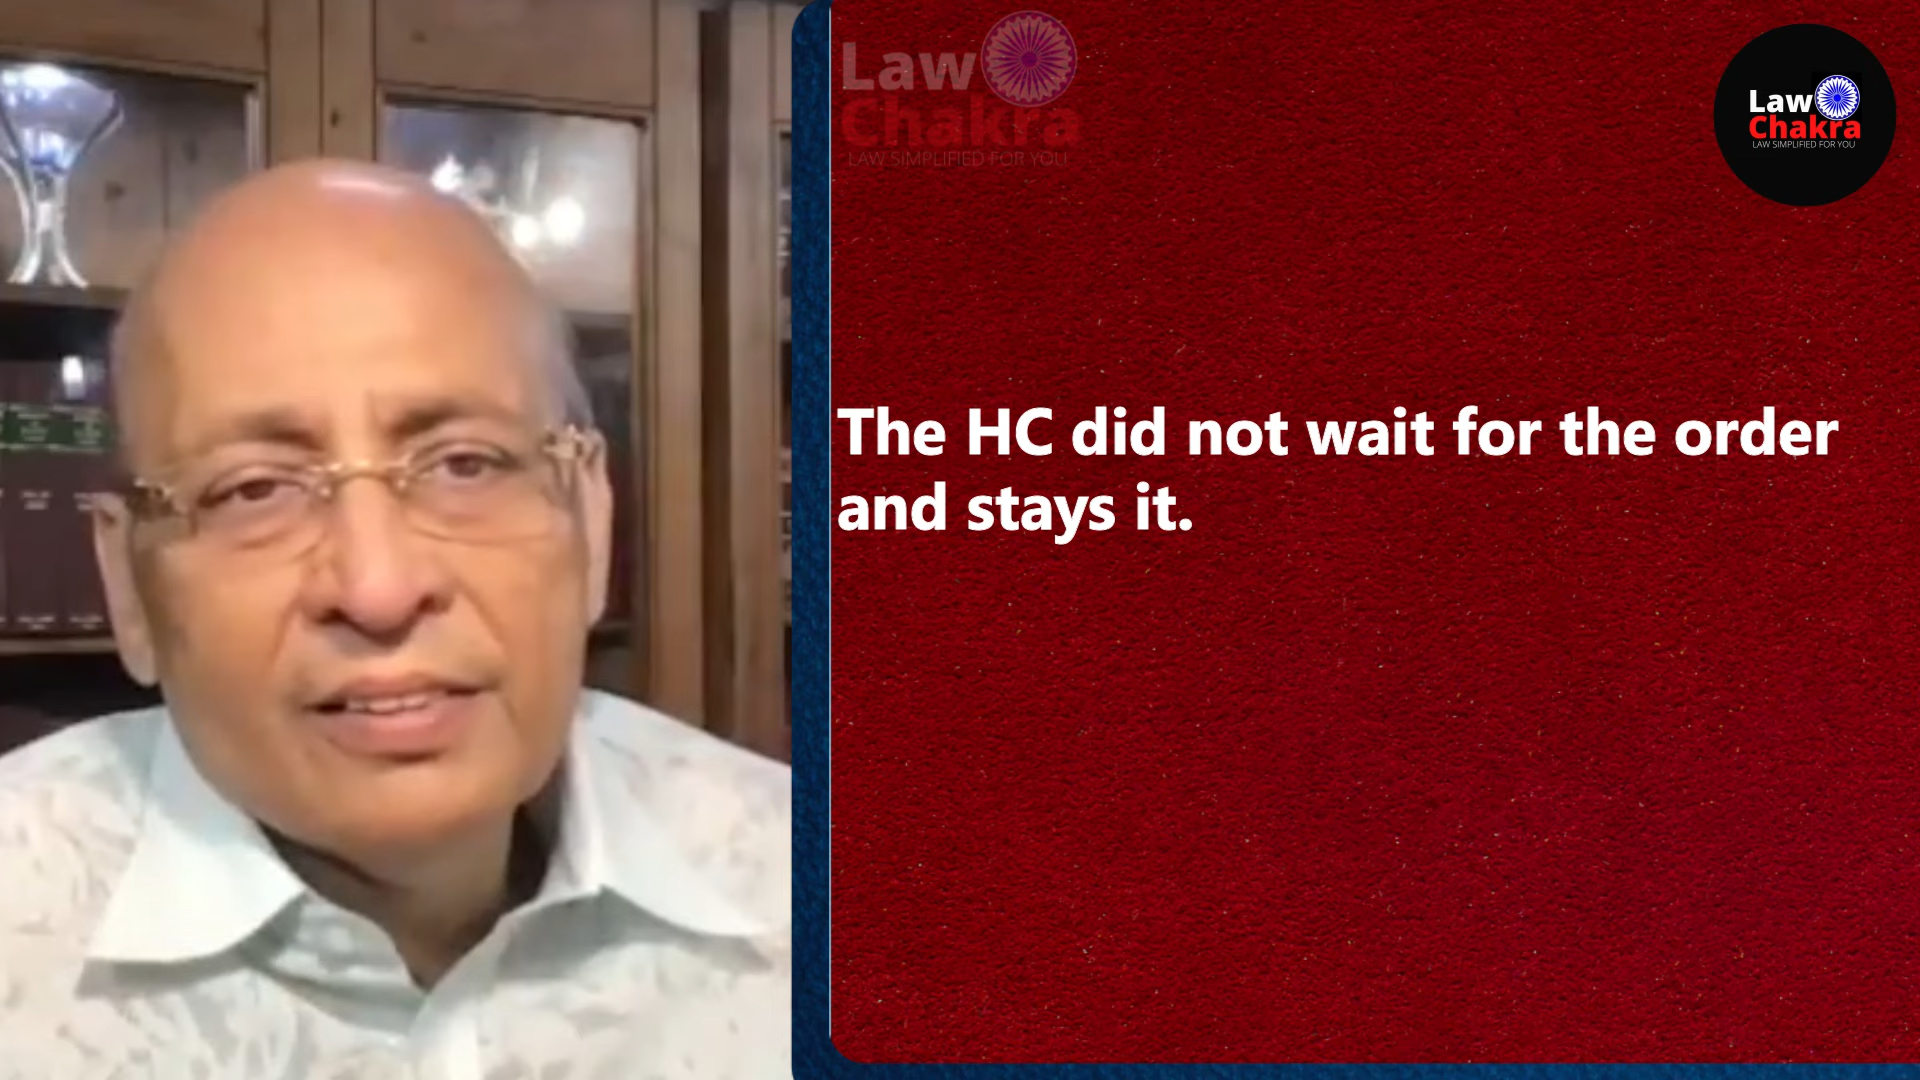 Law
Chakra
LAW SIMPLIFIED FOR YOU
Law
Chakra
LAW SIMPLIFIED FOR YOU
The HC did not wait for the order
and stays it.